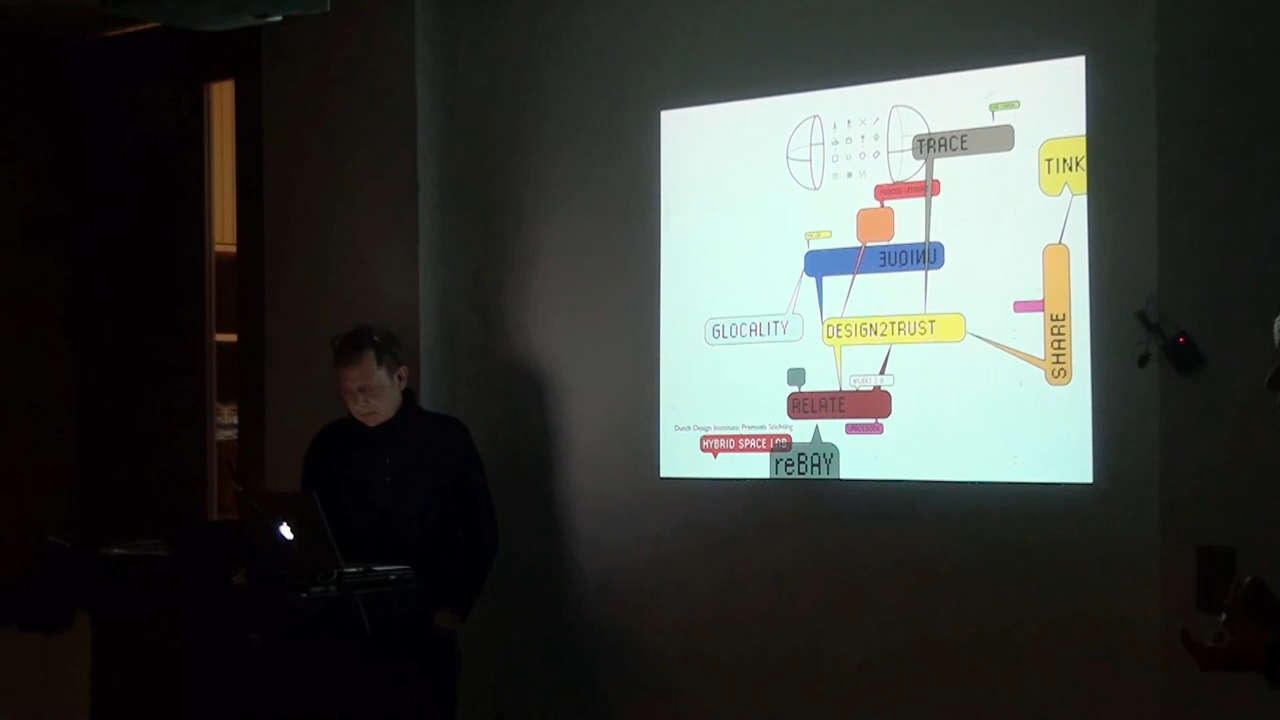 TRACE
TINK
UNIQUE
GLOCALITY
DESIGN2TRUST
SHARE
RELATE
Dutch Design Institute: Premsela Stichting
HYBRID SPACE LAB
reBAY